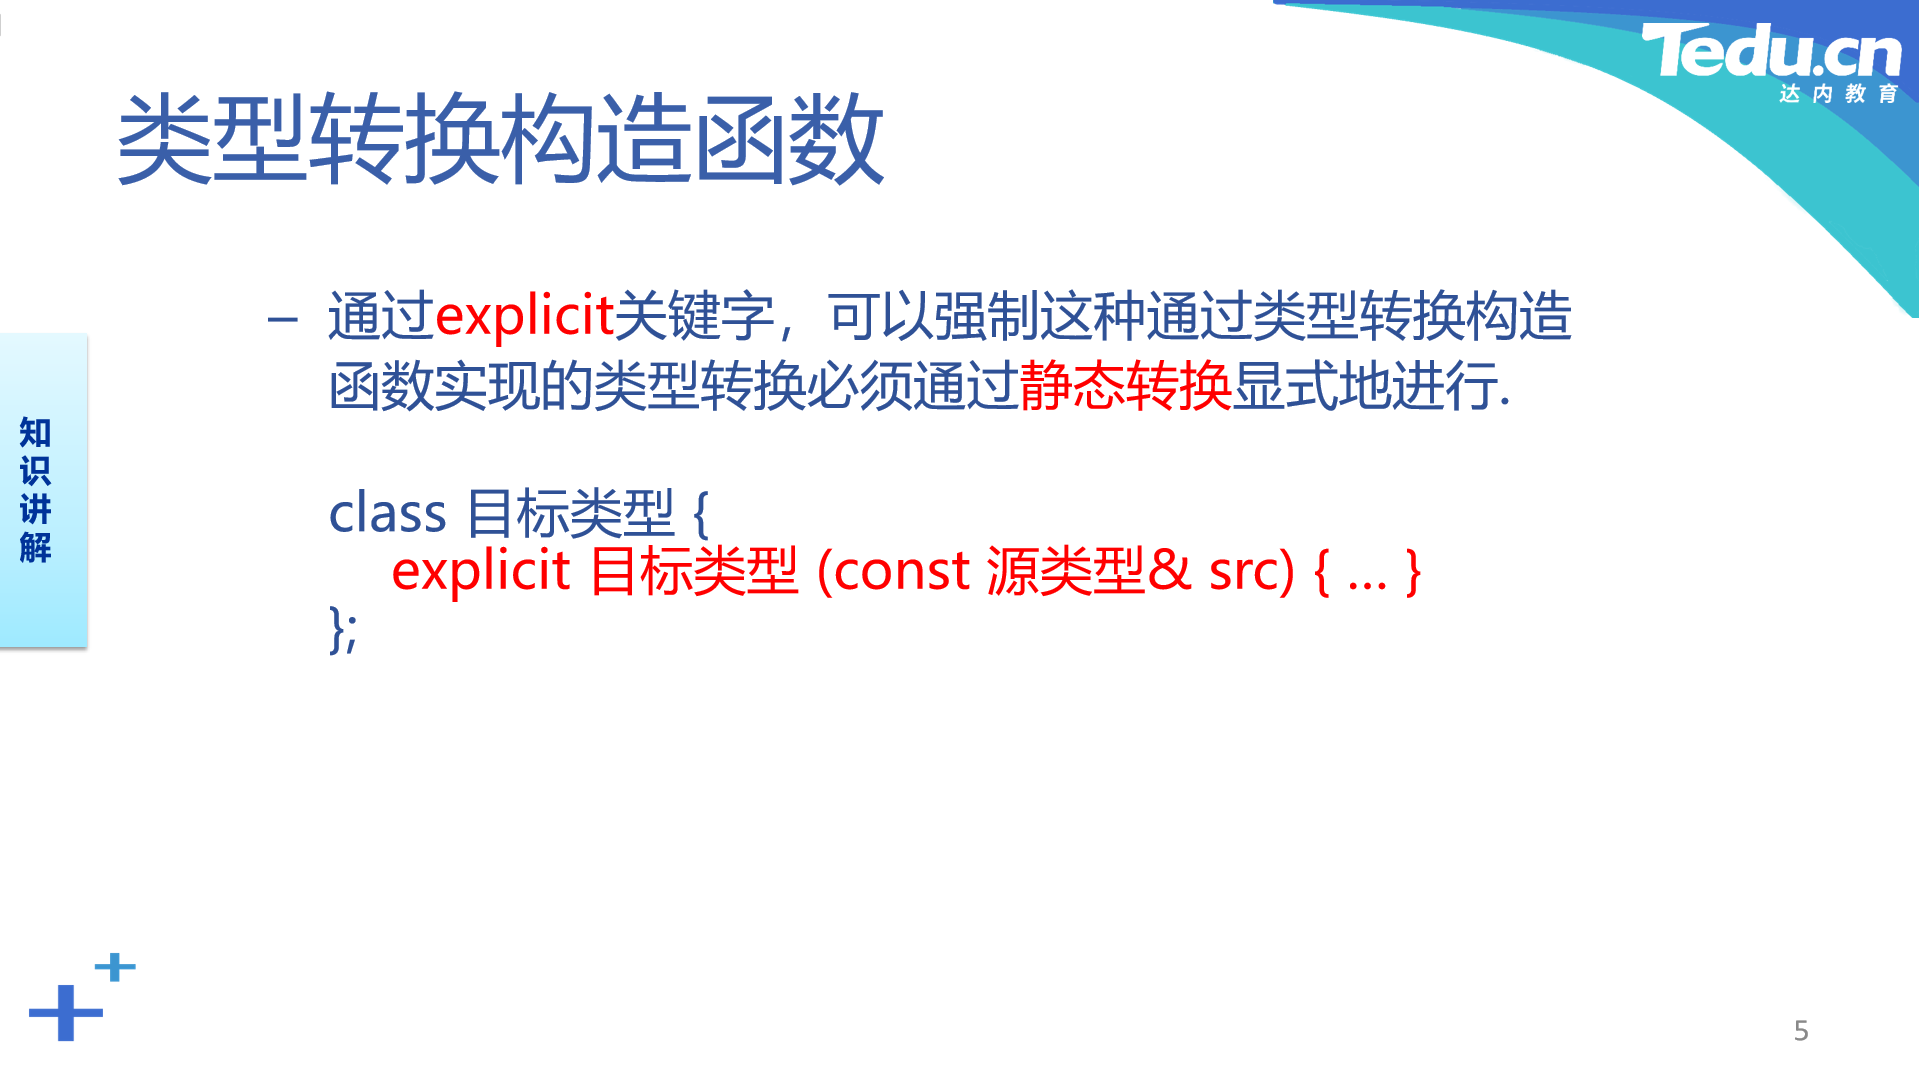 Tedu.cn
达内教育
类型转换构造函数
– 通过explicit关键字，可以强制这种通过类型转换构造
函数实现的类型转换必须通过静态转换显式地进行.
知
识
讲
解
class 目标类型 {
explicit 目标类型 (const 源类型& src) { ... }
};
5